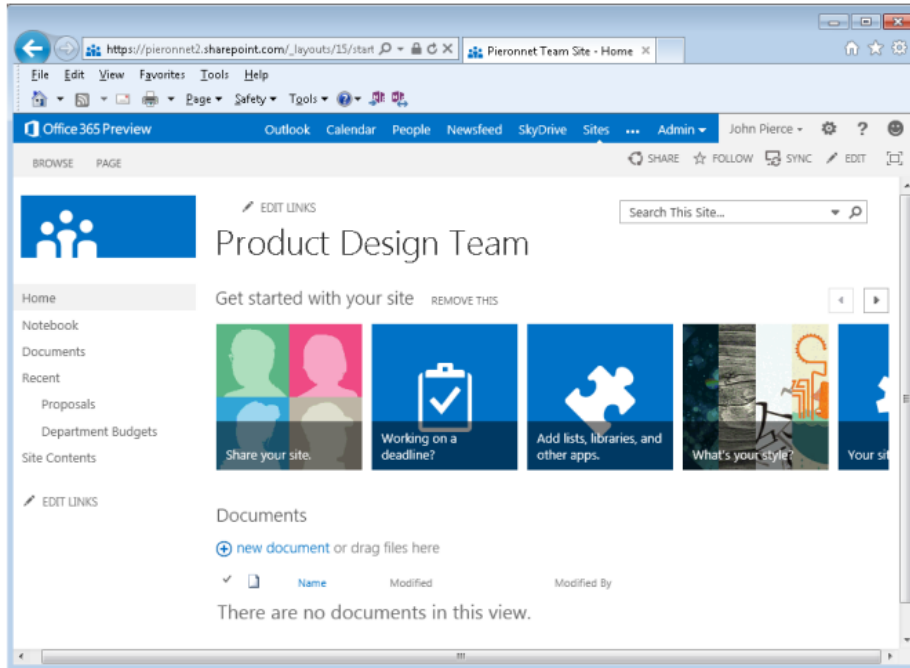 https://pieronnet2.sharepoint.com/_layouts/15/start
Pieronnet Team Site - Home
File Edit View Favorites Tools Help
Page Safety Tools
Office 365 Preview Outlook Calendar People Newsfeed SkyDrive Sites ... Admin John Pierce ?
BROWSE PAGE SHARE FOLLOW SYNC EDIT
EDIT LINKS
Search This Site...
Product Design Team
Home
Notebook
Documents
Recent
Proposals
Department Budgets
Site Contents
EDIT LINKS
Get started with your site REMOVE THIS
Share your site.
Working on a
deadline?
Add lists, libraries, and
other apps.
What's your style?
Your sit
Documents
new document or drag files here
Name Modified Modified By
There are no documents in this view.